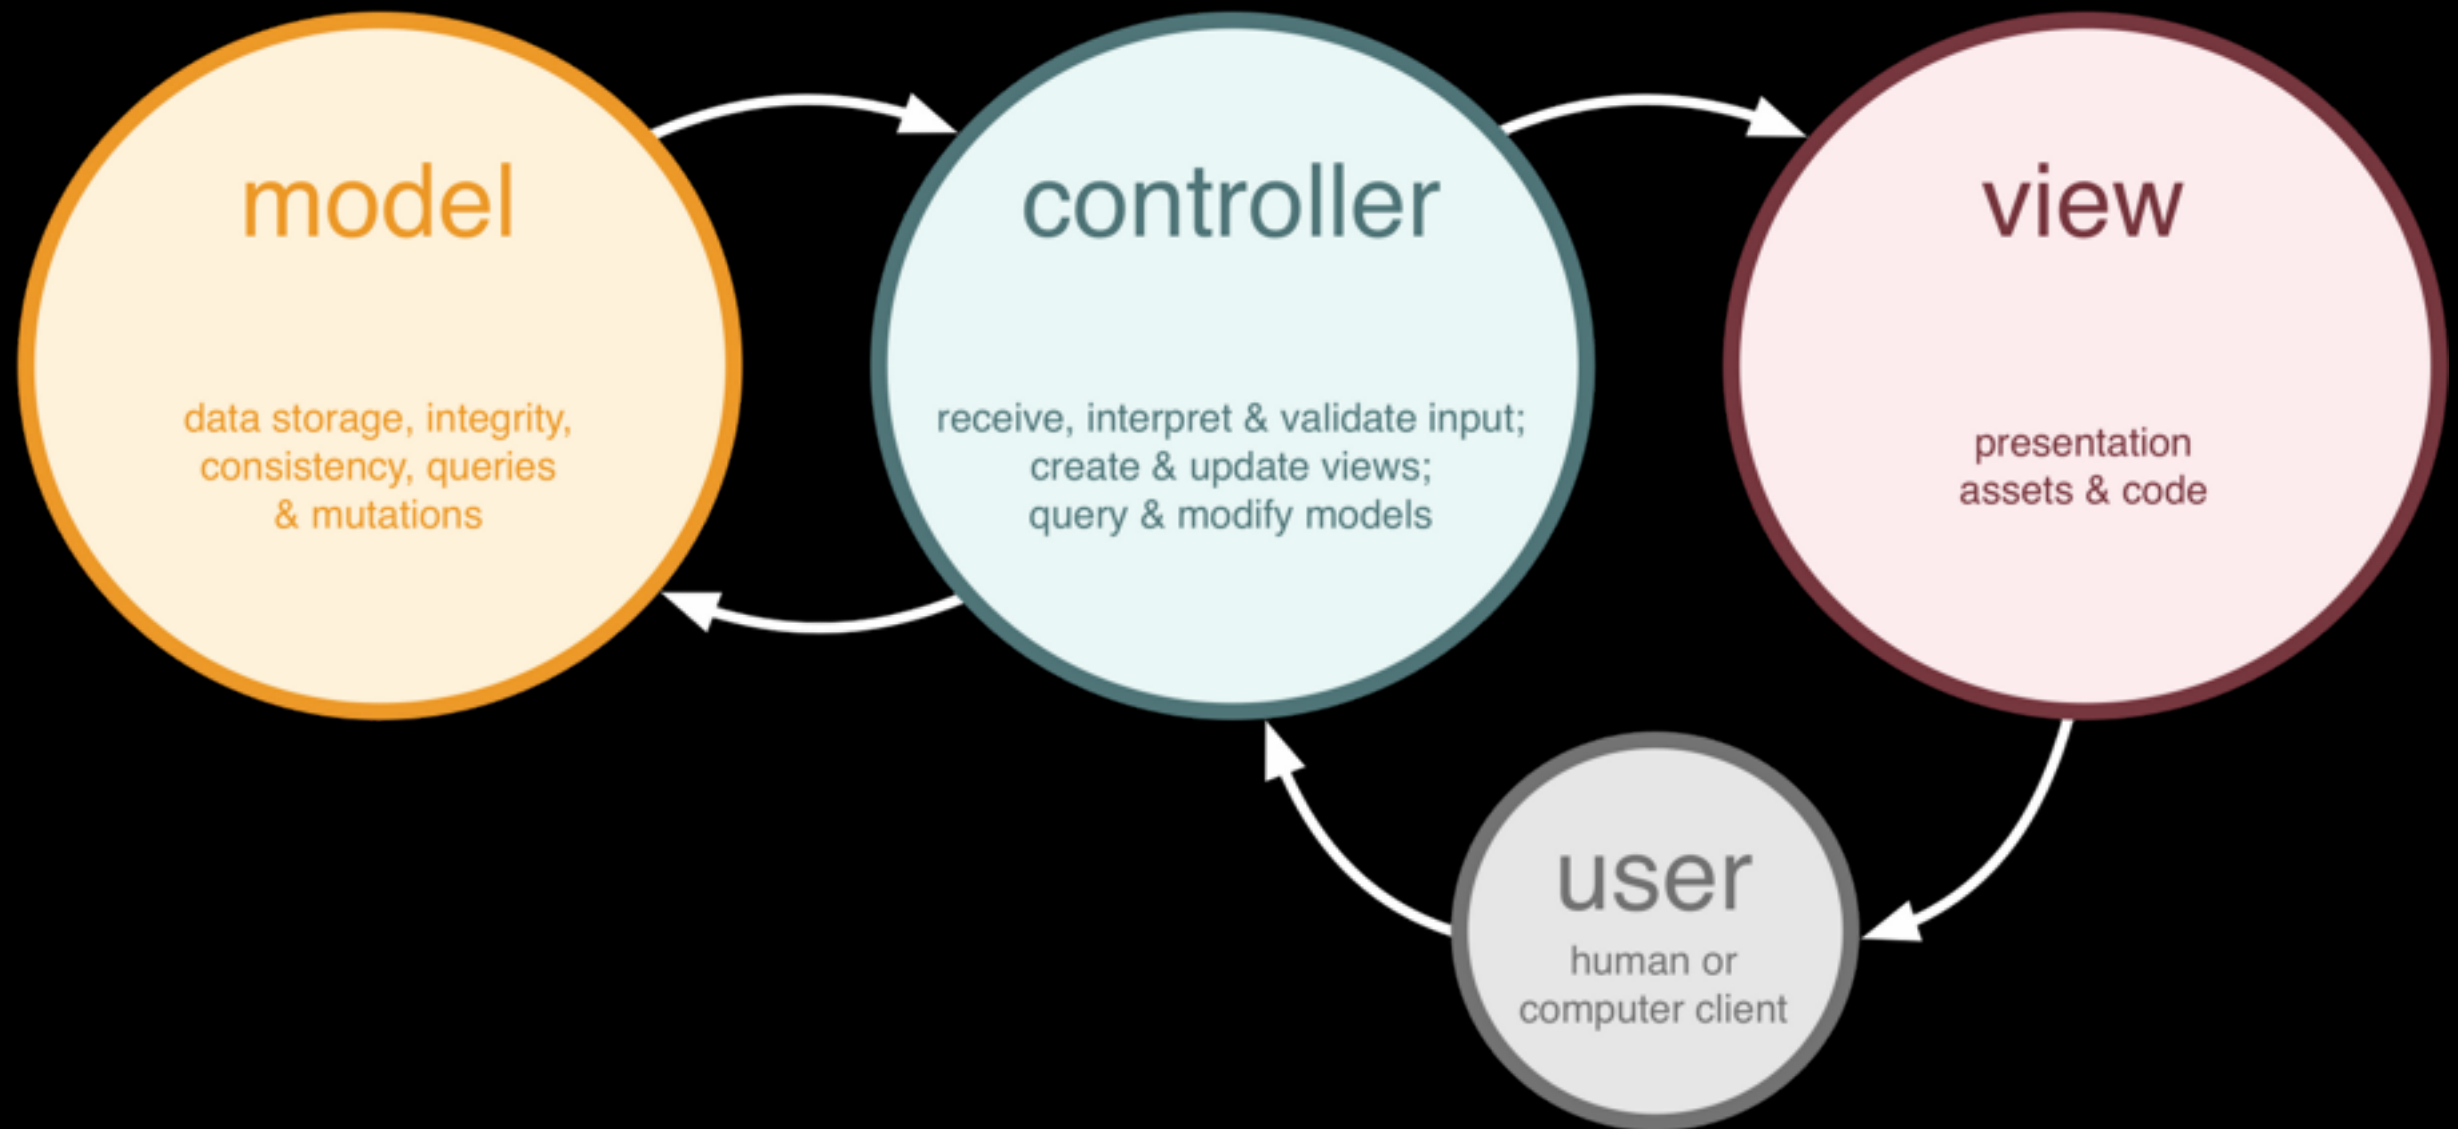 model
data storage, integrity,
consistency, queries
& mutations
controller
receive, interpret & validate input;
create & update views;
query & modify models
view
presentation
assets & code
user
human or
computer client